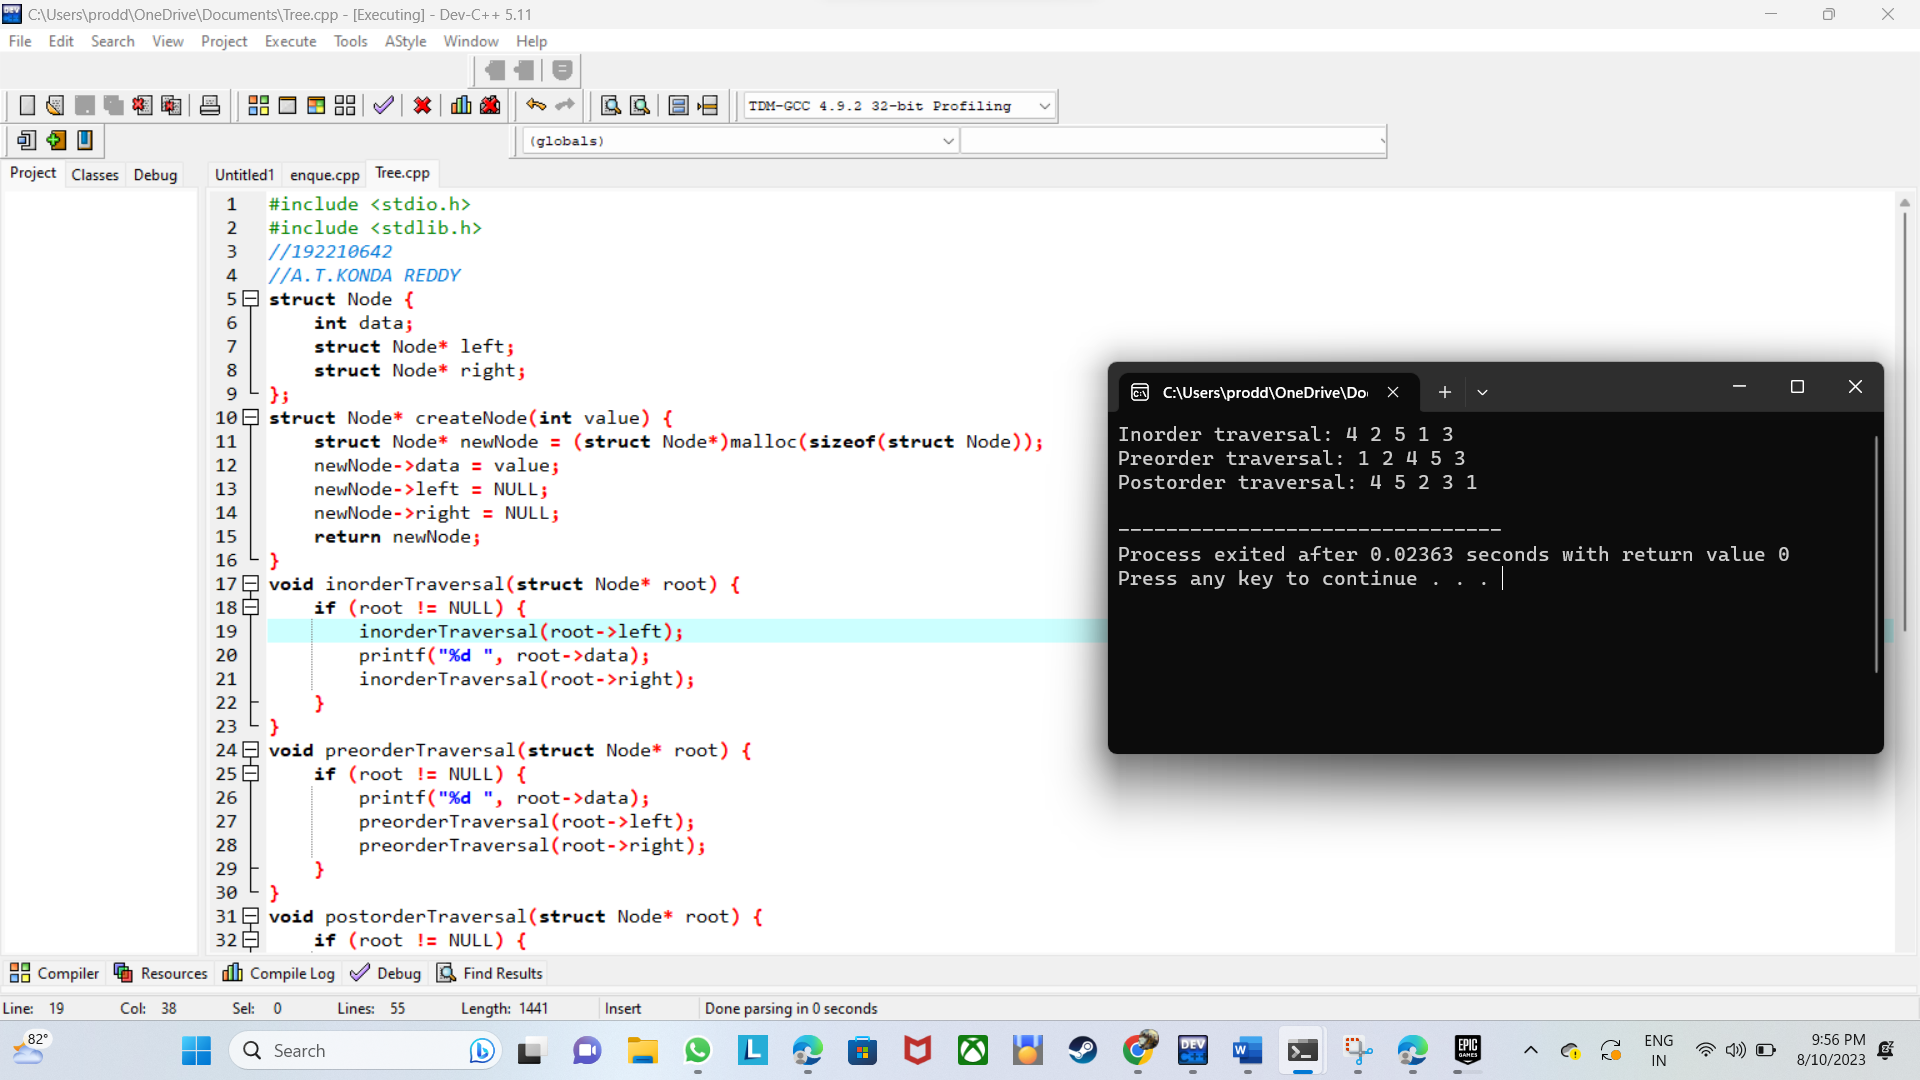 C:\Users\prodd\OneDrive\Documents\Tree.cpp - [Executing] - Dev-C++ 5.11
File Edit Search View Project Execute Tools AStyle Window Help
TDM-GCC 4.9.2 32-bit Profiling
(globals)
Project Classes Debug
Untitled1 enque.cpp Tree.cpp
1 #include <stdio.h>
2 #include <stdlib.h>
3 //192210642
4 //A.T.KONDA REDDY
5 struct Node {
6 int data;
7 struct Node* left;
8 struct Node* right;
9 };
10 struct Node* createNode(int value) {
11 struct Node* newNode = (struct Node*)malloc(sizeof(struct Node));
12 newNode->data = value;
13 newNode->left = NULL;
14 newNode->right = NULL;
15 return newNode;
16 }
17 void inorderTraversal(struct Node* root) {
18 if (root != NULL) {
19 inorderTraversal(root->left);
20 printf("%d ", root->data);
21 inorderTraversal(root->right);
22 }
23 }
24 void preorderTraversal(struct Node* root) {
25 if (root != NULL) {
26 printf("%d ", root->data);
27 preorderTraversal(root->left);
28 preorderTraversal(root->right);
29 }
30 }
31 void postorderTraversal(struct Node* root) {
32 if (root != NULL) {
C:\Users\prodd\OneDrive\Do
Inorder traversal: 4 2 5 1 3
Preorder traversal: 1 2 4 5 3
Postorder traversal: 4 5 2 3 1
--------------------------------
Process exited after 0.02363 seconds with return value 0
Press any key to continue . . .
Compiler Resources Compile Log Debug Find Results
Line: 19 Col: 38 Sel: 0 Lines: 55 Length: 1441 Insert Done parsing in 0 seconds
82°
Search
L
DEV C++
W
EPIC GAMES
ENG
IN
9:56 PM
8/10/2023